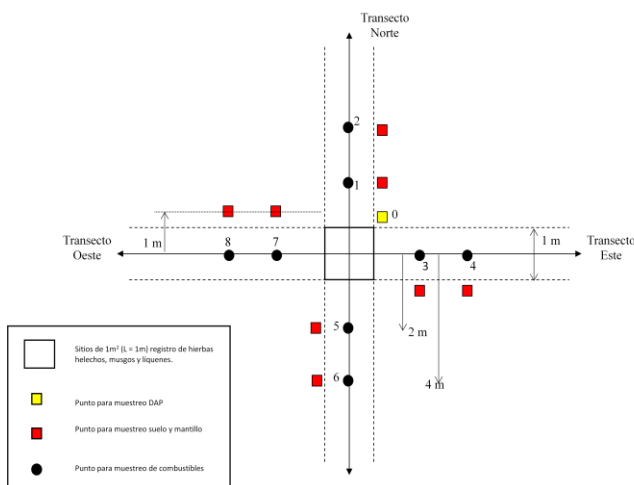 Transecto
Norte
2
1
0
1 m
Transecto
Oeste
8
7
3
4
1 m
Transecto
Este
5
2 m
6
4 m
Sitios de 1m² (L = 1m) registro de hierbas
helechos, musgos y líquenes.
Punto para muestreo DAP
Punto para muestreo suelo y mantillo
Punto para muestreo de combustibles